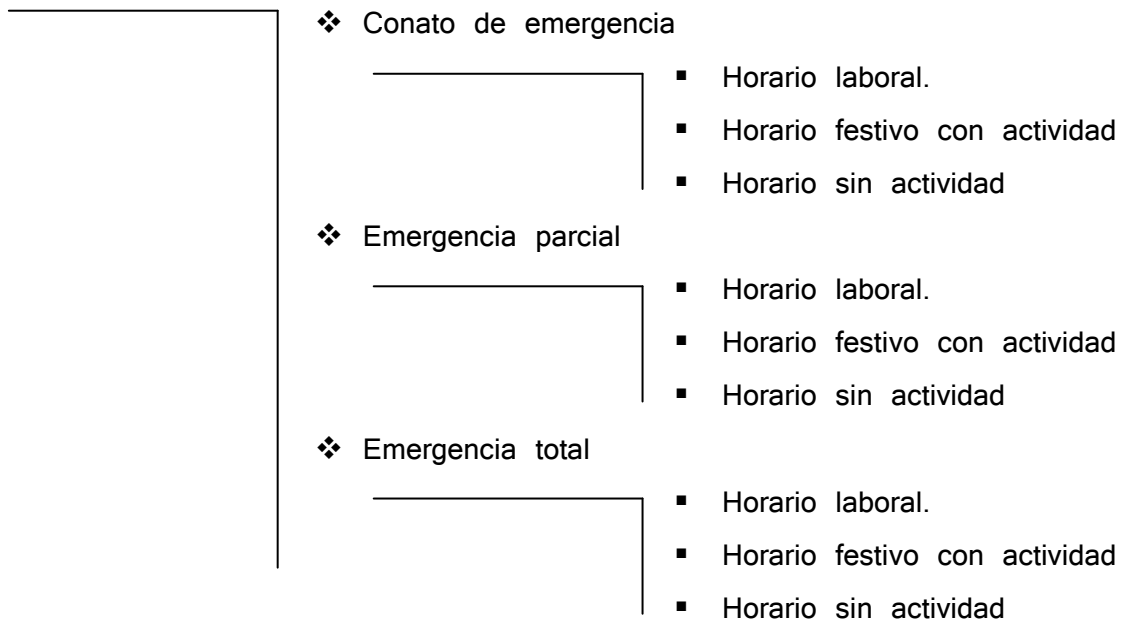 ❖ Conato de emergencia
▪ Horario laboral.
▪ Horario festivo con actividad
▪ Horario sin actividad
❖ Emergencia parcial
▪ Horario laboral.
▪ Horario festivo con actividad
▪ Horario sin actividad
❖ Emergencia total
▪ Horario laboral.
▪ Horario festivo con actividad
▪ Horario sin actividad